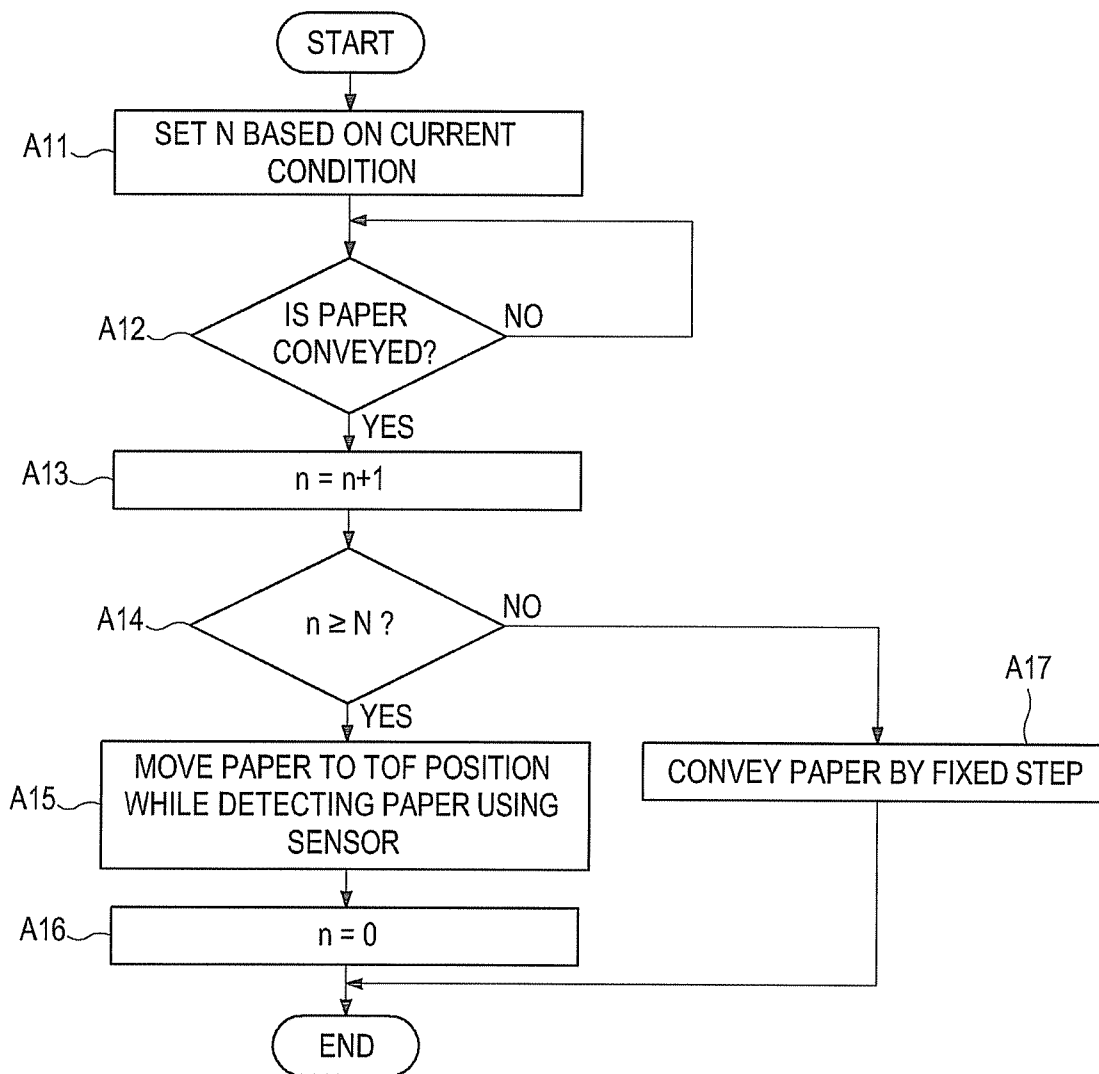 START
A11
SET N BASED ON CURRENT
CONDITION
A12
IS PAPER
CONVEYED?
NO
YES
A13
n = n+1
A14
n ≥ N ?
NO
YES
A17
CONVEY PAPER BY FIXED STEP
A15
MOVE PAPER TO TOF POSITION
WHILE DETECTING PAPER USING
SENSOR
A16
n = 0
END